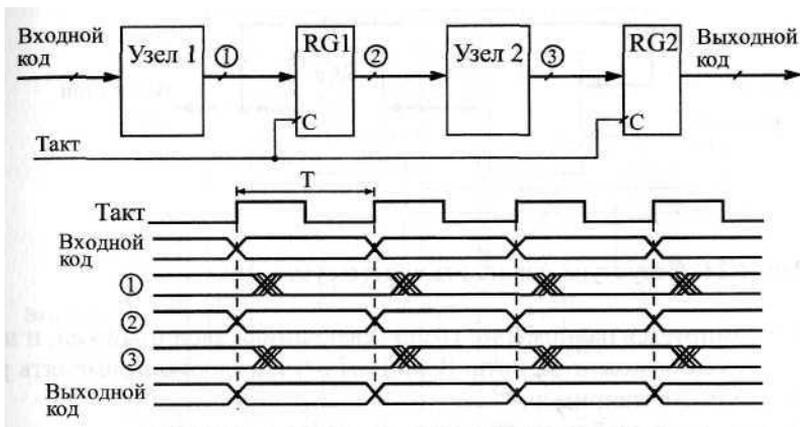 Входной
код
Узел 1
①
RG1
C
②
Узел 2
③
RG2
C
Выходной
код
Такт
T
Такт
Входной
код
①
②
③
Выходной
код